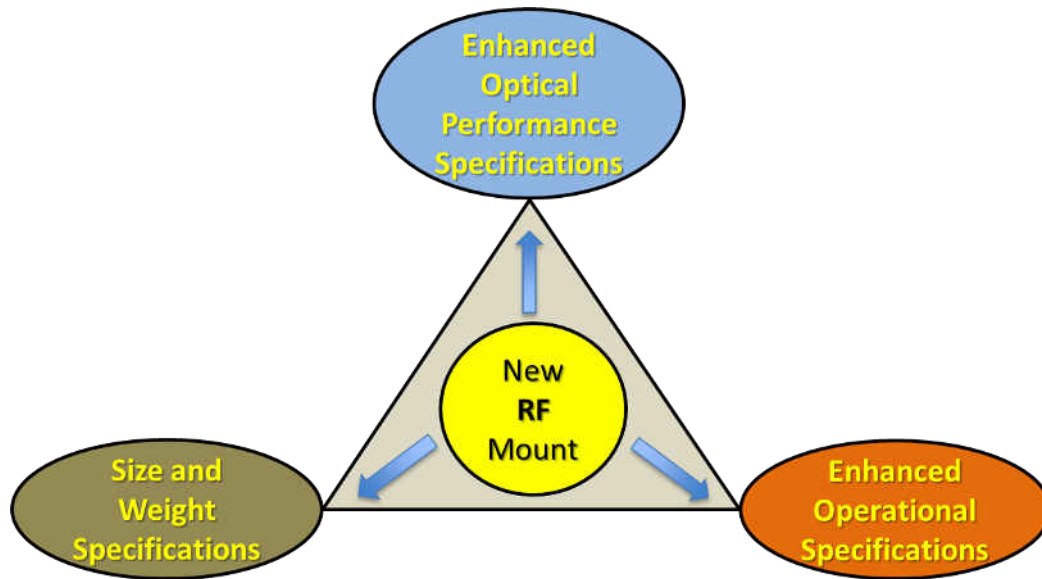 Enhanced
Optical
Performance
Specifications
New
RF
Mount
Size and
Weight
Specifications
Enhanced
Operational
Specifications